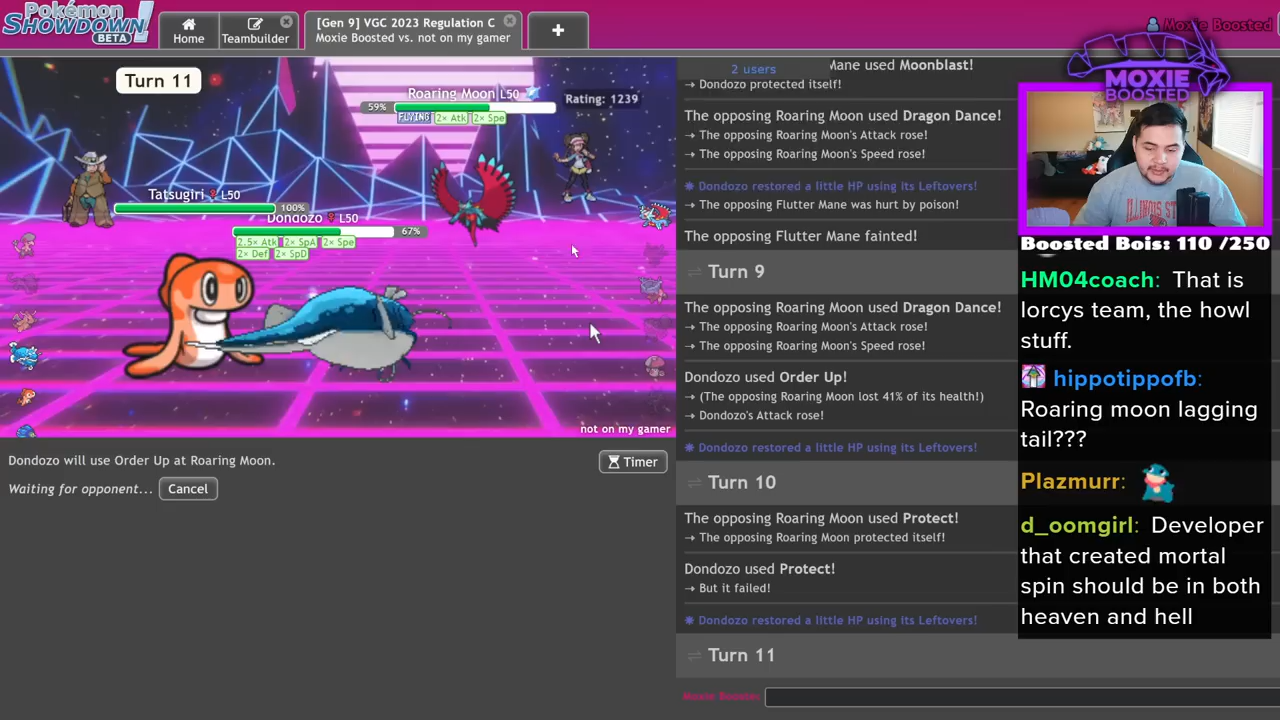 Pokémon
SHOWDOWN!
BETA
Home
Teambuilder
[Gen 9] VGC 2023 Regulation C
Moxie Boosted vs. not on my gamer
+
Moxie Boosted
Turn 11
Roaring Moon L50
59%
FLYING 2× Atk 2× Spe
Rating: 1239
Tatsugiri L50
100%
Dondozo L50
67%
2.5× Atk 2× SpA 2× Spe
2× Def 2× SpD
not on my gamer
Dondozo will use Order Up at Roaring Moon.
Timer
Waiting for opponent...
Cancel
2 users
Mane used Moonblast!
→ Dondozo protected itself!
The opposing Roaring Moon used Dragon Dance!
→ The opposing Roaring Moon's Attack rose!
→ The opposing Roaring Moon's Speed rose!
Dondozo restored a little HP using its Leftovers!
→ The opposing Flutter Mane was hurt by poison!
The opposing Flutter Mane fainted!
Turn 9
The opposing Roaring Moon used Dragon Dance!
→ The opposing Roaring Moon's Attack rose!
→ The opposing Roaring Moon's Speed rose!
Dondozo used Order Up!
→ (The opposing Roaring Moon lost 41% of its health!)
→ Dondozo's Attack rose!
Dondozo restored a little HP using its Leftovers!
Turn 10
The opposing Roaring Moon used Protect!
→ The opposing Roaring Moon protected itself!
Dondozo used Protect!
→ But it failed!
Dondozo restored a little HP using its Leftovers!
Turn 11
Moxie Boosted:
MOXIE
BOOSTED
ILLINOIS ST
Boosted Bois: 110 /250
HM04coach: That is
lorcys team, the howl
stuff.
hippotippofb:
Roaring moon lagging
tail???
Plazmurr:
d_oomgirl: Developer
that created mortal
spin should be in both
heaven and hell